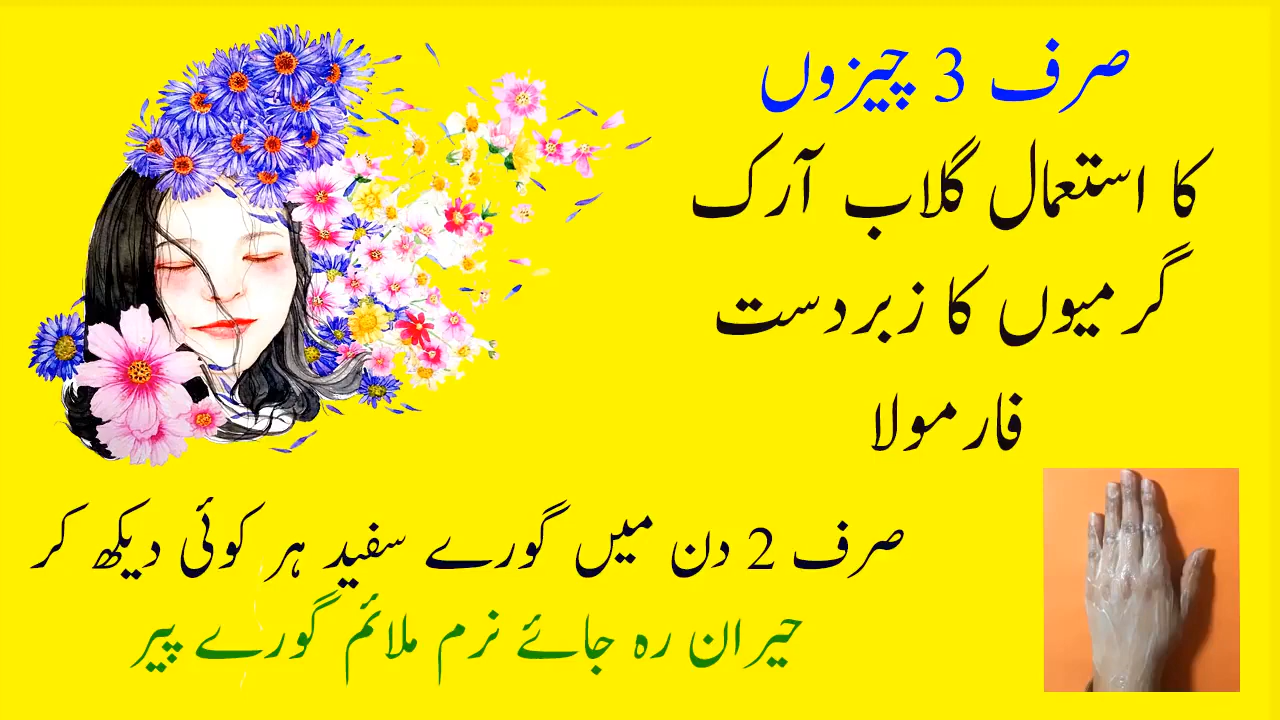 صرف 3 چیزوں
کا استعمال گلاب آرک
گرمیوں کا زبردست
فارمولا
صرف 2 دن میں گورے سفید ہر کوئی دیکھ کر
حیران رہ جائے نرم ملائم گورے پیر